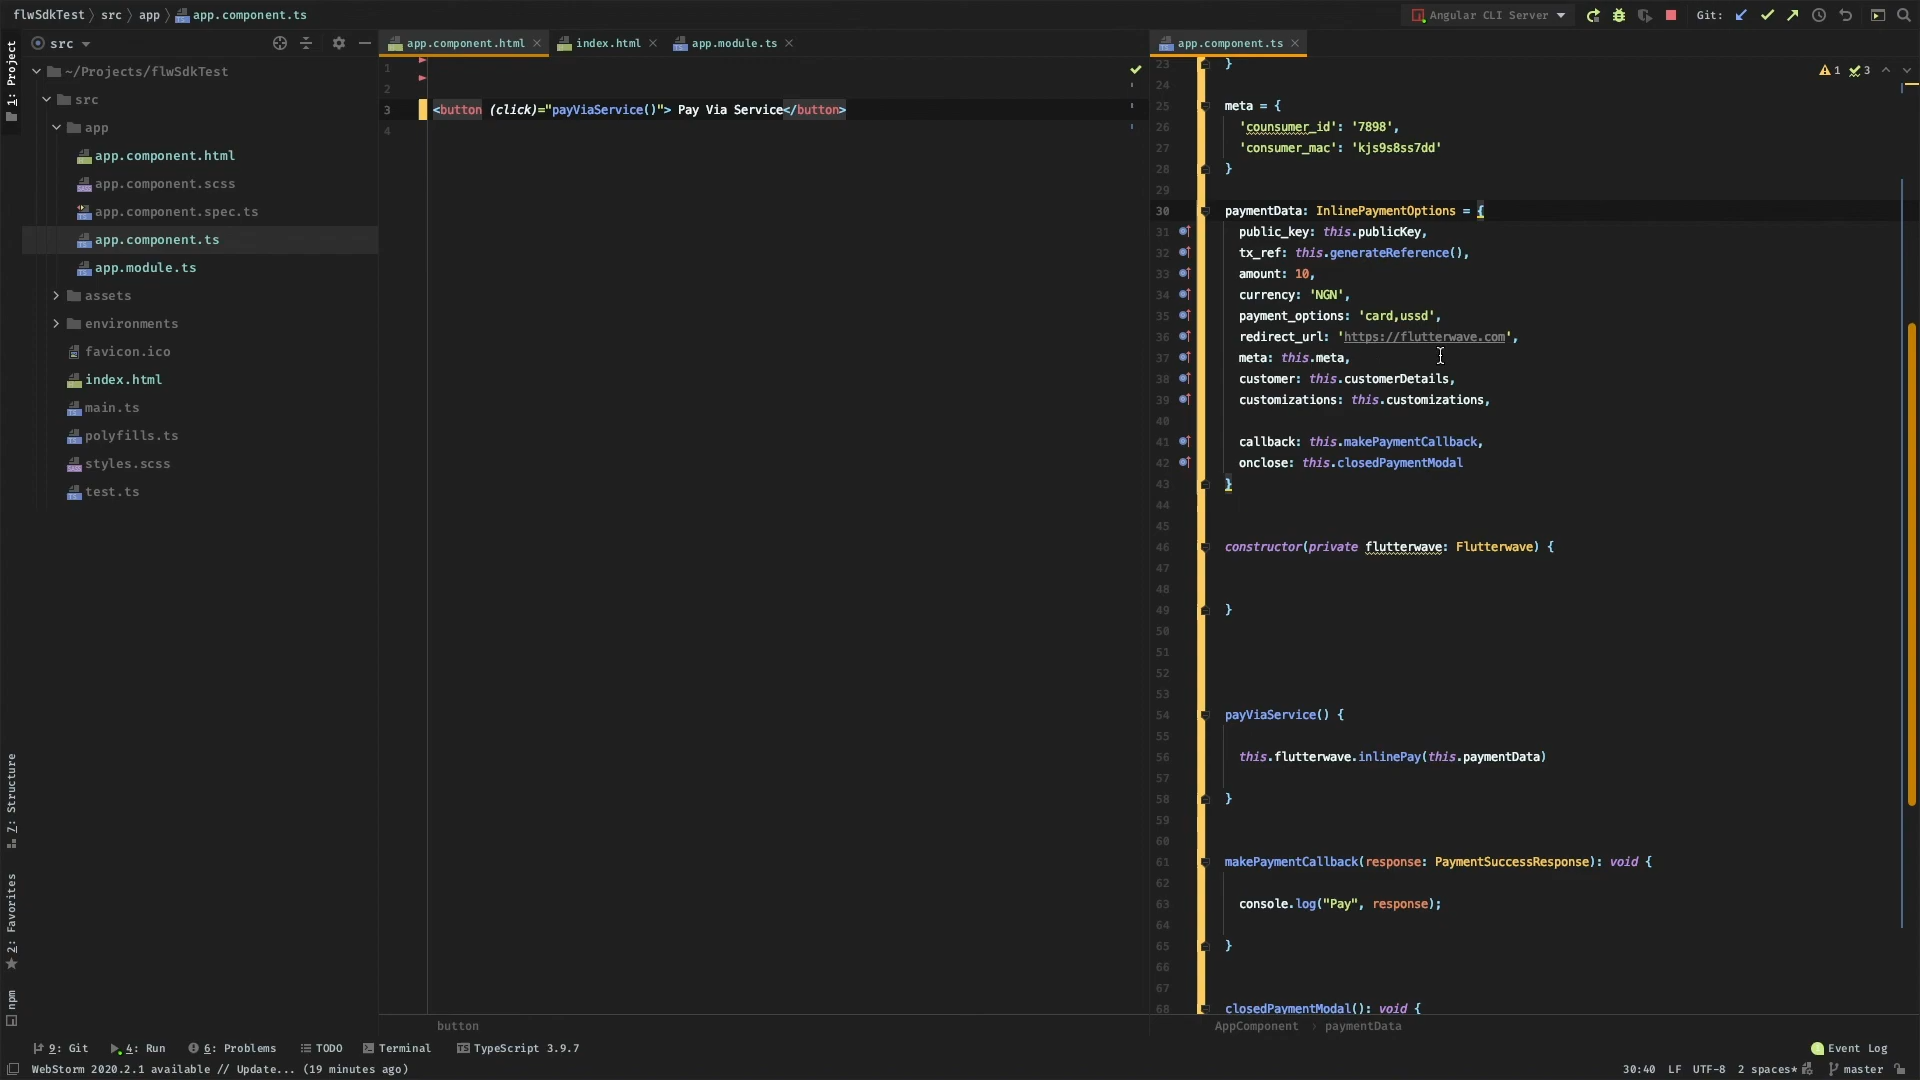 flwSdkTest src app app.component.ts
Angular CLI Server
Git:
1: Project
src
~/Projects/flwSdkTest
src
app
app.component.html
app.component.scss
app.component.spec.ts
app.component.ts
app.module.ts
assets
environments
favicon.ico
index.html
main.ts
polyfills.ts
styles.scss
test.ts
7: Structure
2: Favorites
npm
app.component.html
index.html
app.module.ts
1
2
3 <button (click)="payViaService()"> Pay Via Service</button>
4
button
app.component.ts
1 3
23 }
24
25 meta = {
26 'counsumer_id': '7898',
27 'consumer_mac': 'kjs9s8ss7dd'
28 }
29
30 paymentData: InlinePaymentOptions = {
31 public_key: this.publicKey,
32 tx_ref: this.generateReference(),
33 amount: 10,
34 currency: 'NGN',
35 payment_options: 'card,ussd',
36 redirect_url: 'https://flutterwave.com',
37 meta: this.meta,
38 customer: this.customerDetails,
39 customizations: this.customizations,
40
41 callback: this.makePaymentCallback,
42 onclose: this.closedPaymentModal
43 }
44
45
46 constructor(private flutterwave: Flutterwave) {
47
48
49 }
50
51
52
53
54 payViaService() {
55
56 this.flutterwave.inlinePay(this.paymentData)
57
58 }
59
60
61 makePaymentCallback(response: PaymentSuccessResponse): void {
62
63 console.log("Pay", response);
64
65 }
66
67
68 closedPaymentModal(): void {
AppComponent paymentData
9: Git
4: Run
6: Problems
TODO
Terminal
TypeScript 3.9.7
Event Log
WebStorm 2020.2.1 available // Update... (19 minutes ago)
30:40 LF UTF-8 2 spaces* master